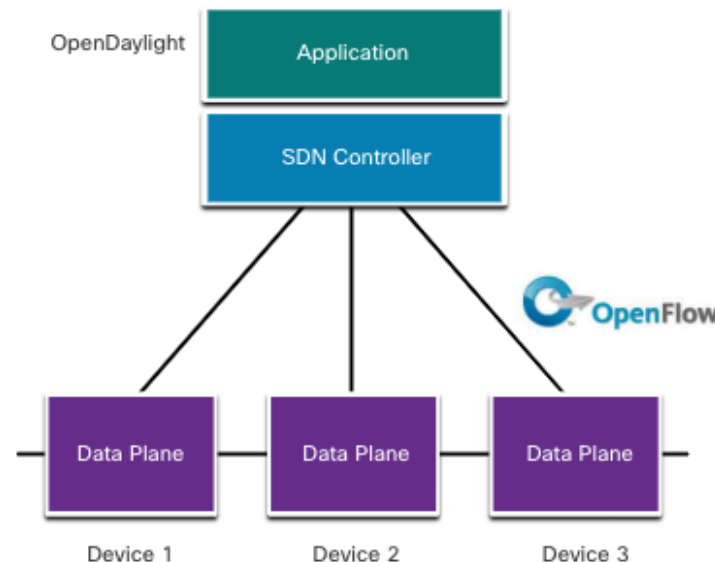 OpenDaylight
Application
SDN Controller
OpenFlow
Data Plane
Data Plane
Data Plane
Device 1
Device 2
Device 3